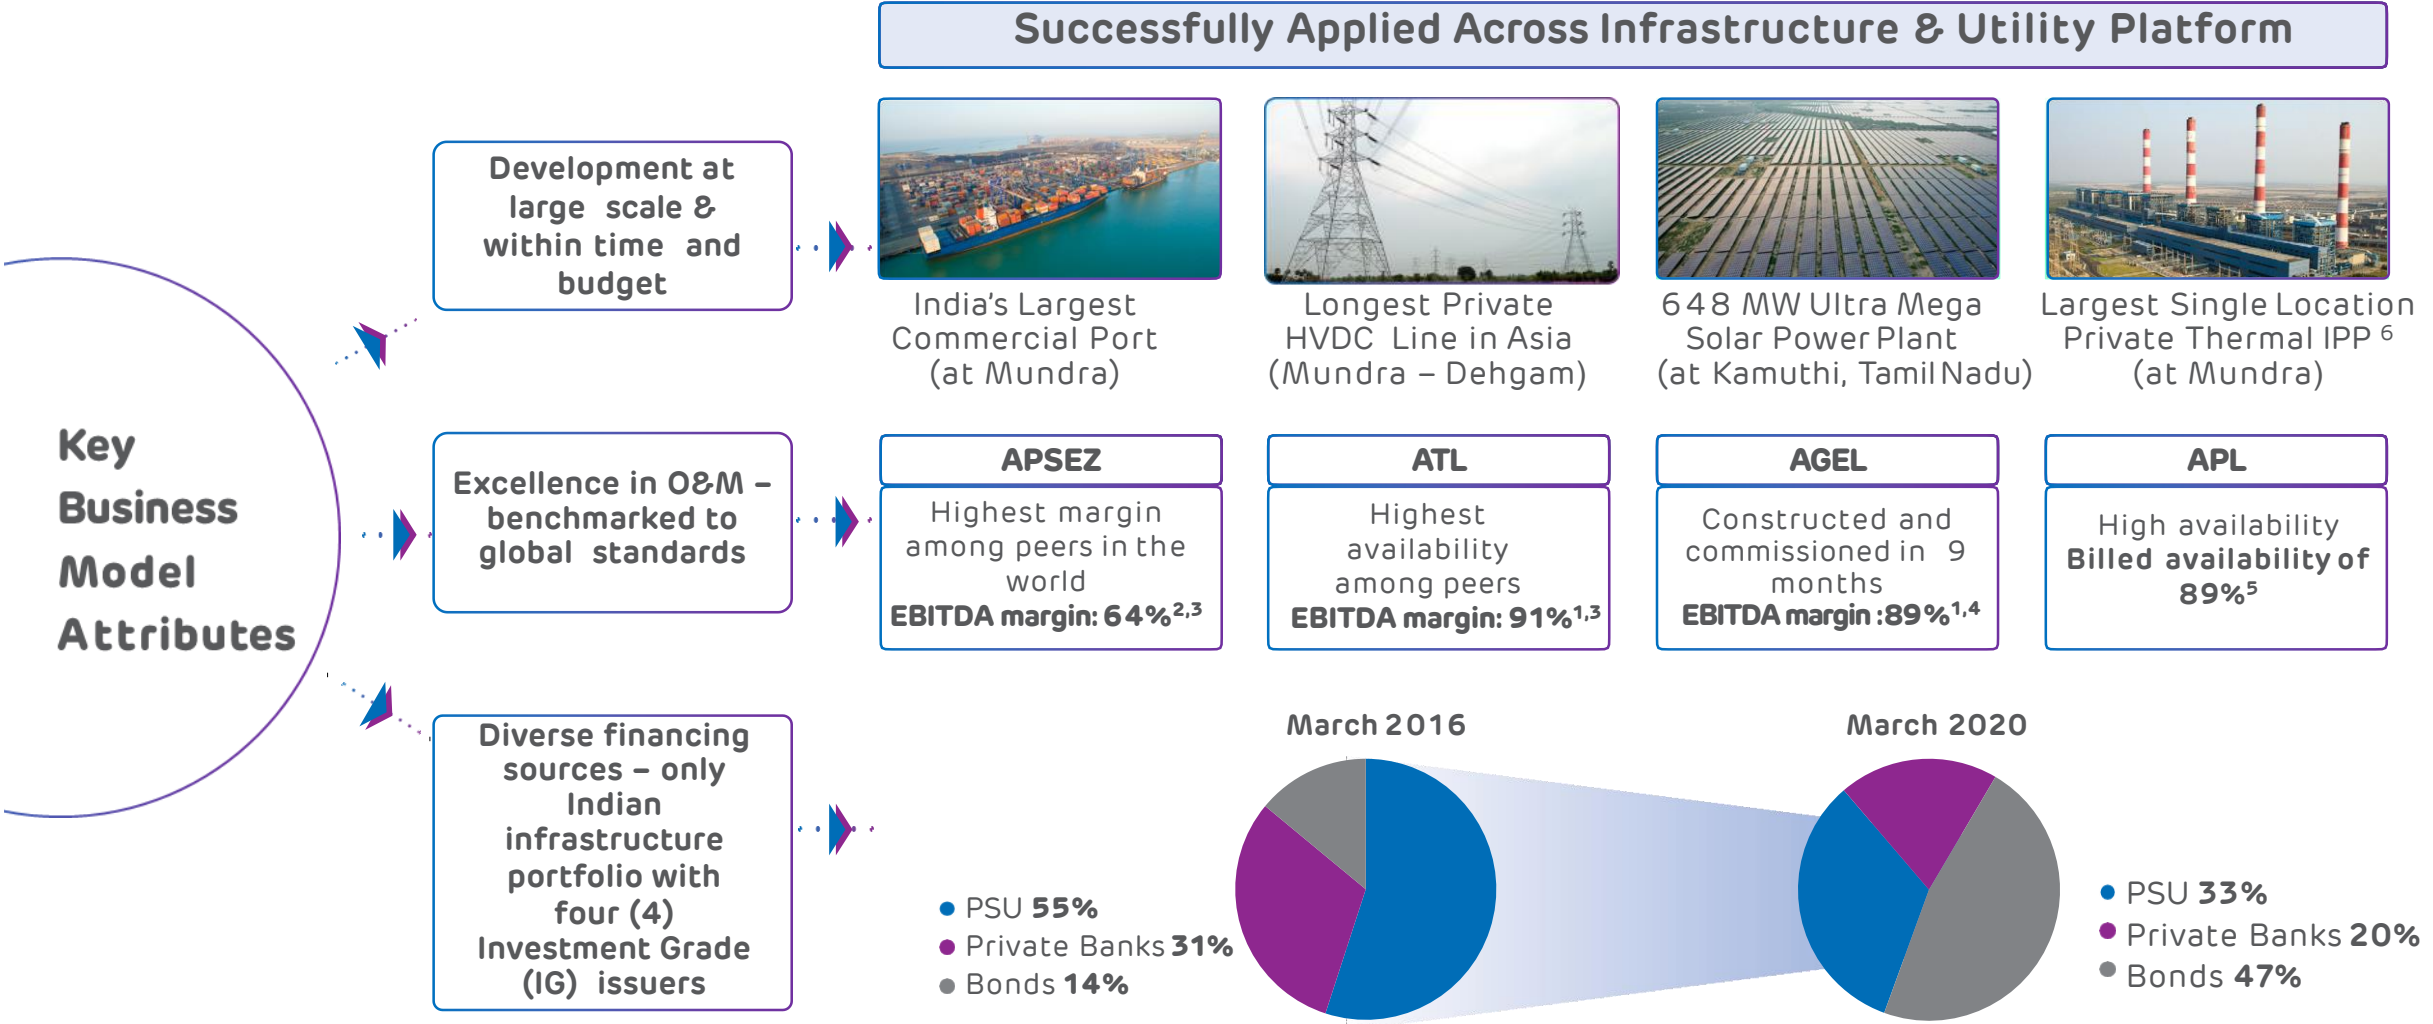 Successfully Applied Across Infrastructure & Utility Platform
Key
Business
Model
Attributes
Development at
large scale &
within time and
budget
India's Largest
Commercial Port
(at Mundra)
Longest Private
HVDC Line in Asia
(Mundra – Dehgam)
648 MW Ultra Mega
Solar Power Plant
(at Kamuthi, Tamil Nadu)
Largest Single Location
Private Thermal IPP 6
(at Mundra)
Excellence in O&M –
benchmarked to
global standards
APSEZ
Highest margin
among peers in the
world
EBITDA margin: 64%2,3
ATL
Highest
availability
among peers
EBITDA margin: 91%1,3
AGEL
Constructed and
commissioned in 9
months
EBITDA margin :89%1,4
APL
High availability
Billed availability of
89%5
Diverse financing
sources – only
Indian
infrastructure
portfolio with
four (4)
Investment Grade
(IG) issuers
March 2016
PSU 55%
Private Banks 31%
Bonds 14%
March 2020
PSU 33%
Private Banks 20%
Bonds 47%